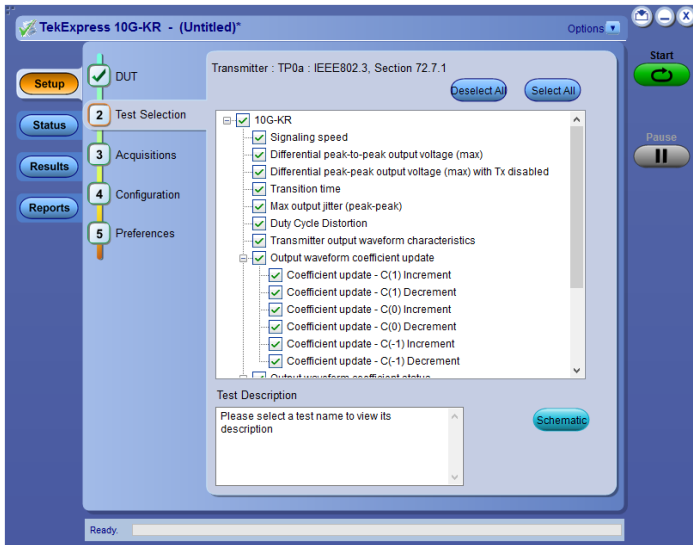 TekExpress 10G-KR - (Untitled)*
Options
Start
Pause
Setup
Status
Results
Reports
DUT
2 Test Selection
3 Acquisitions
4 Configuration
5 Preferences
Transmitter : TP0a : IEEE802.3, Section 72.7.1
Deselect All
Select All
10G-KR
Signaling speed
Differential peak-to-peak output voltage (max)
Differential peak-peak output voltage (max) with Tx disabled
Transition time
Max output jitter (peak-peak)
Duty Cycle Distortion
Transmitter output waveform characteristics
Output waveform coefficient update
Coefficient update - C(1) Increment
Coefficient update - C(1) Decrement
Coefficient update - C(0) Increment
Coefficient update - C(0) Decrement
Coefficient update - C(-1) Increment
Coefficient update - C(-1) Decrement
Output waveform coefficient status
Test Description
Please select a test name to view its
description
Schematic
Ready.